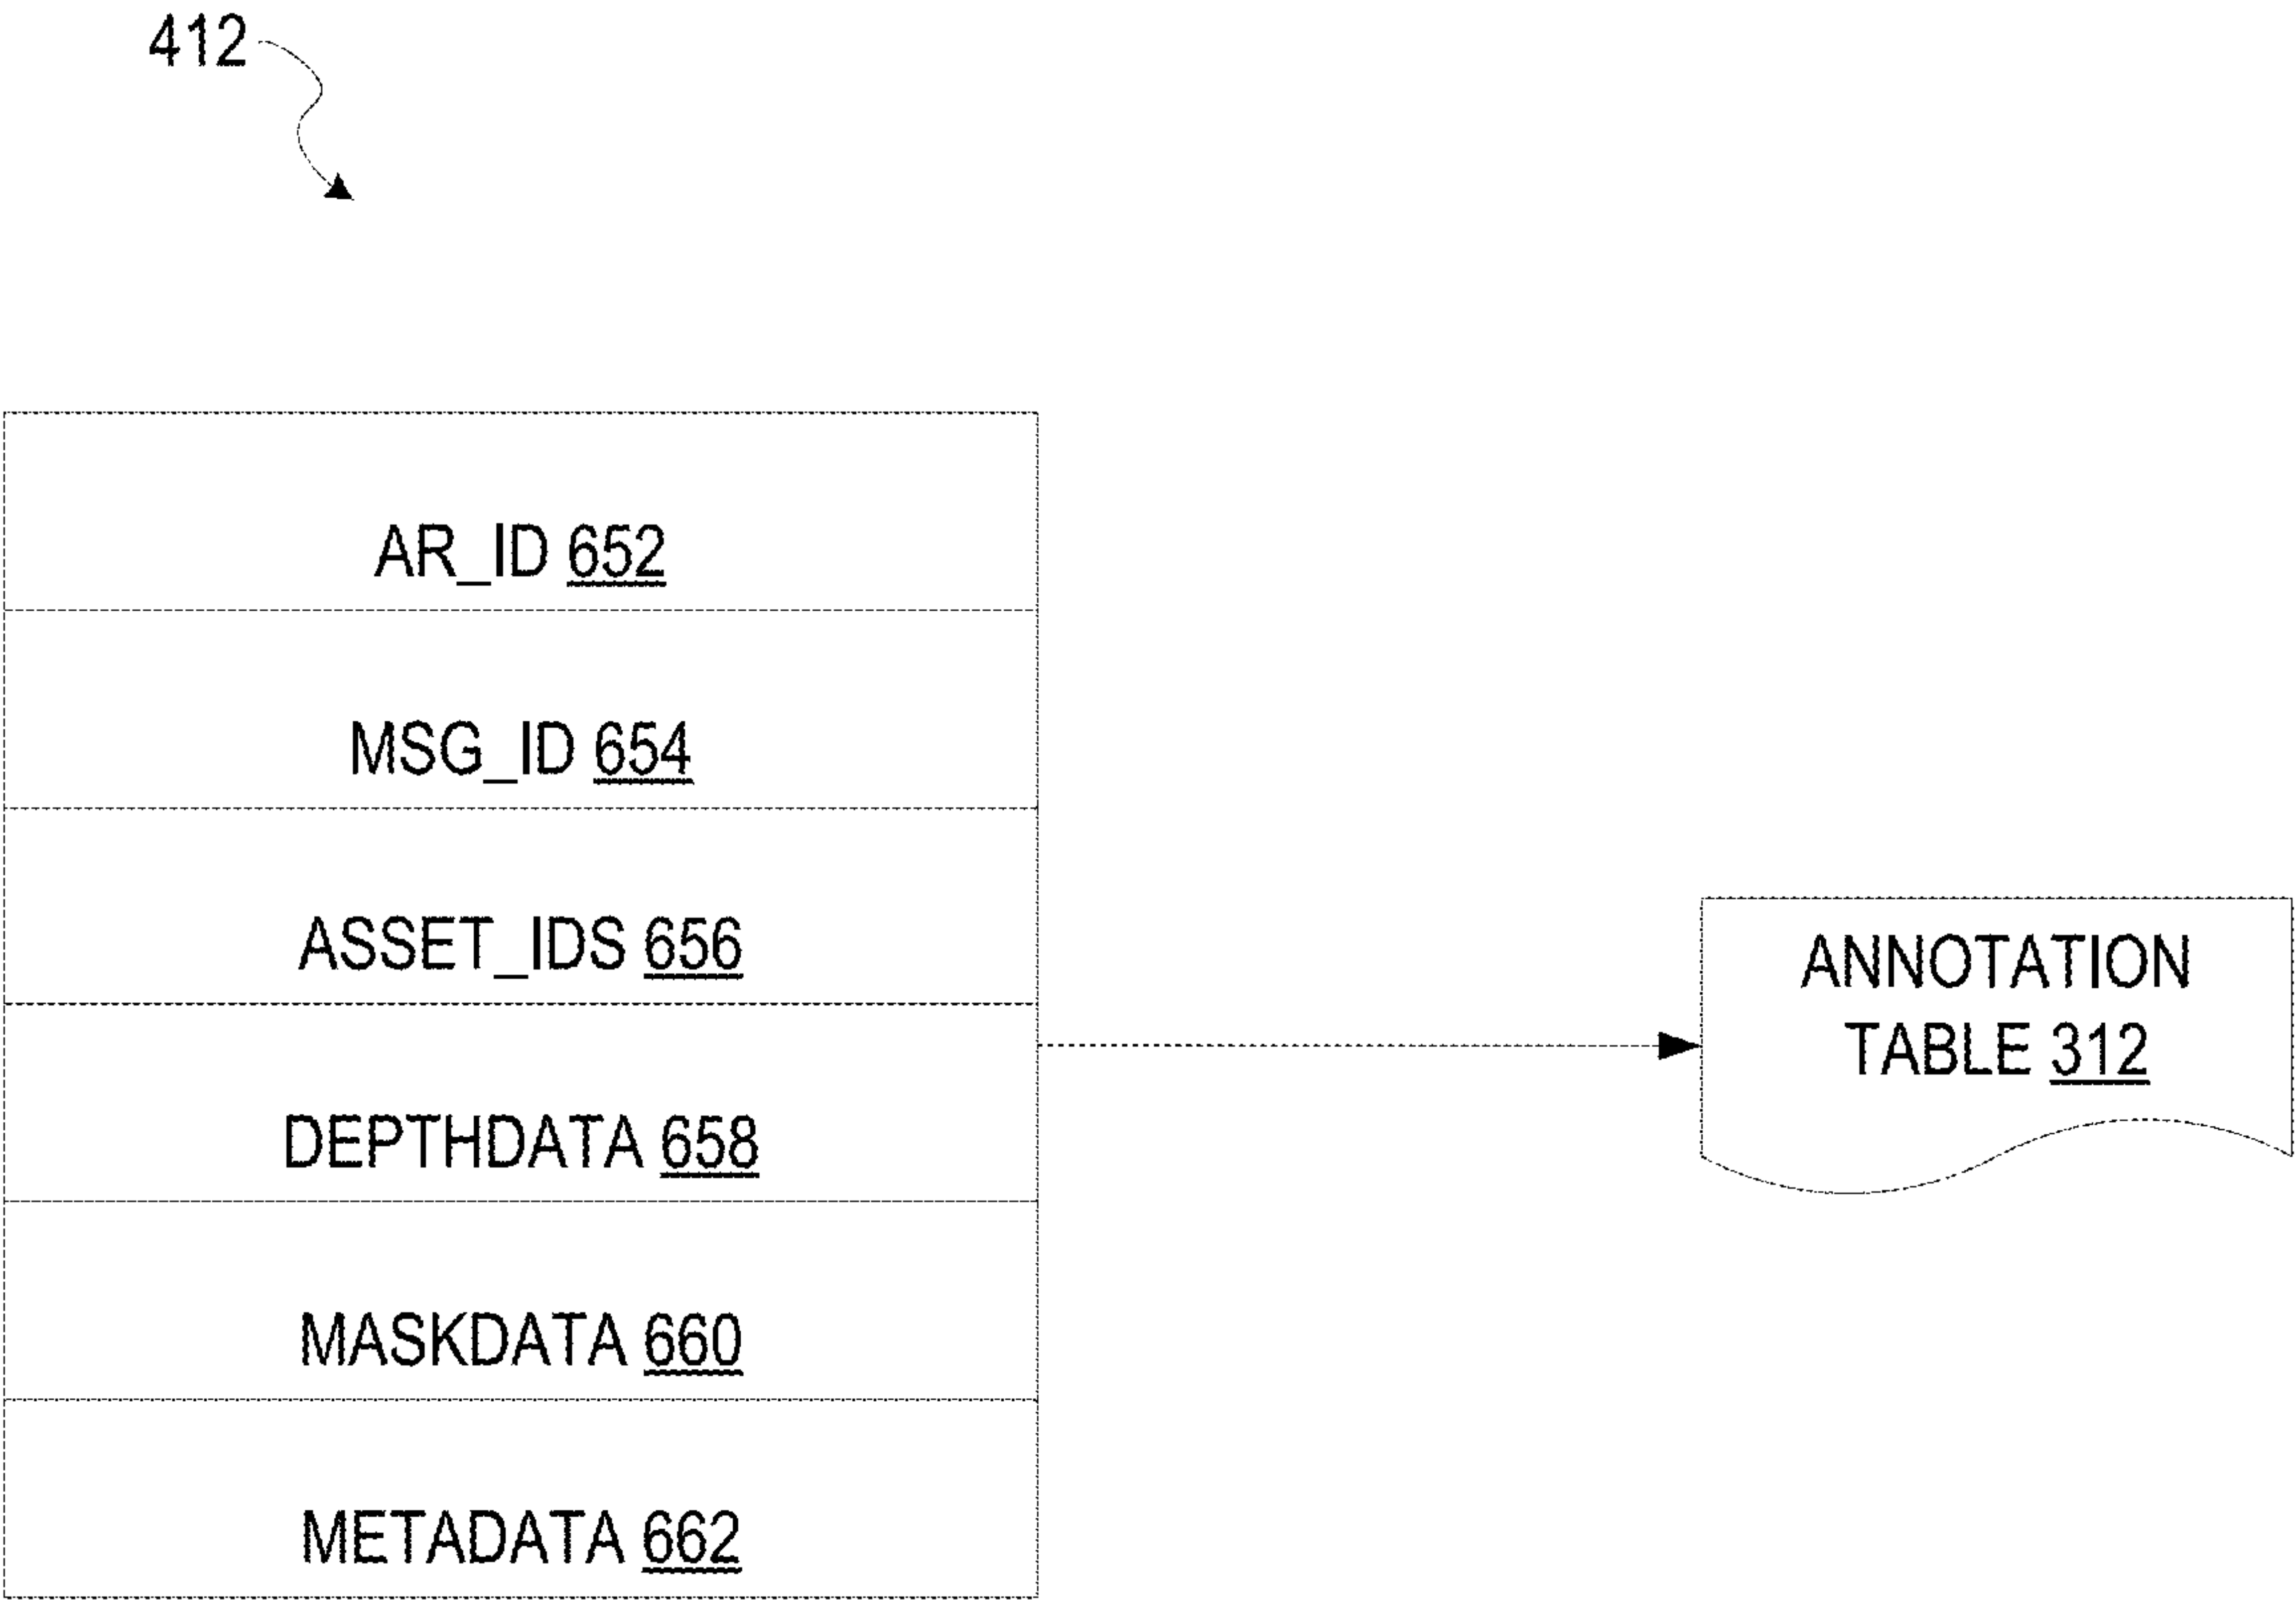 412
AR_ID 652
MSG_ID 654
ASSET_IDS 656
DEPTHDATA 658
MASKDATA 660
METADATA 662
ANNOTATION
TABLE 312